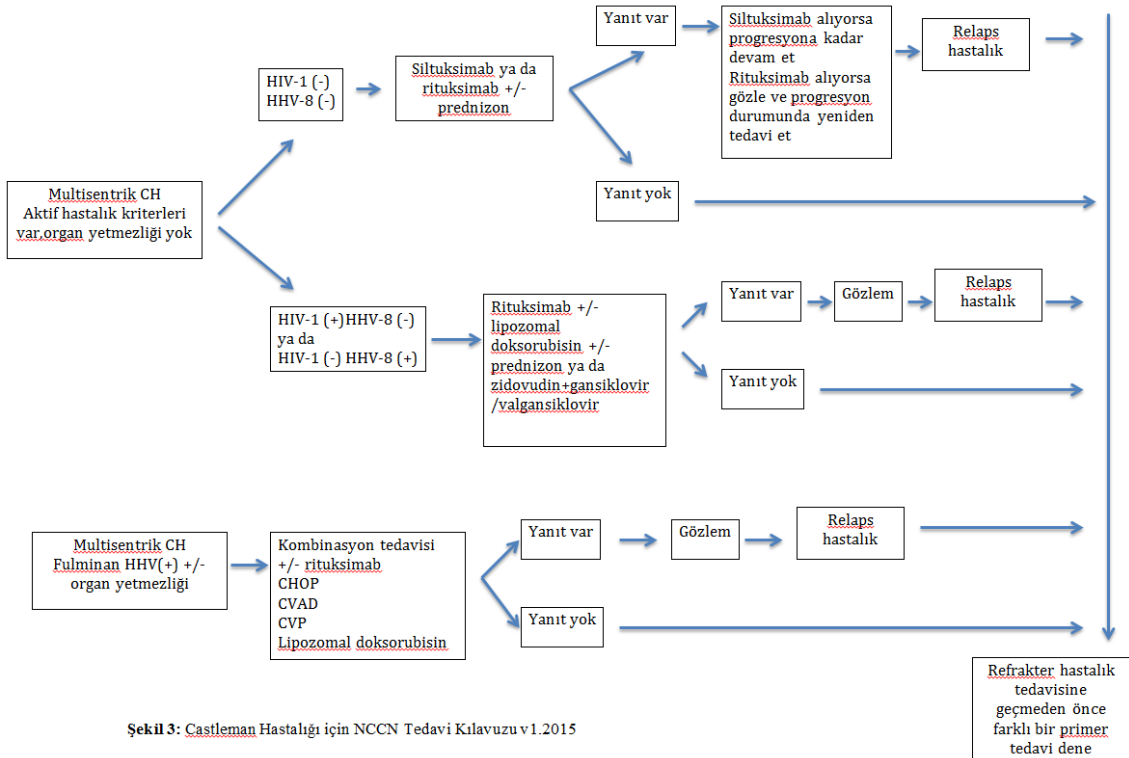 Multisentrik CH
Aktif hastalık kriterleri
var,organ yetmezliği yok
HIV-1 (-)
HHV-8 (-)
Siltuksimab ya da
rituksimab +/-
prednizon
Yanıt var
Siltuksimab alıyorsa
progresyona kadar
devam et
Rituksimab alıyorsa
gözle ve progresyon
durumunda yeniden
tedavi et
Relaps
hastalık
Yanıt yok
HIV-1 (+)HHV-8 (-)
ya da
HIV-1 (-) HHV-8 (+)
Rituksimab +/-
lipozomal
doksorubisin +/-
prednizon ya da
zidovudin+gansiklovir
/valgansiklovir
Yanıt var
Gözlem
Relaps
hastalık
Yanıt yok
Multisentrik CH
Fulminan HHV(+) +/-
organ yetmezliği
Kombinasyon tedavisi
+/- rituksimab
CHOP
CVAD
CVP
Lipozomal doksorubisin
Yanıt var
Gözlem
Relaps
hastalık
Yanıt yok
Refrakter hastalık
tedavisine
geçmeden önce
farklı bir primer
tedavi dene
Şekil 3: Castleman Hastalığı için NCCN Tedavi Kılavuzu v1.2015